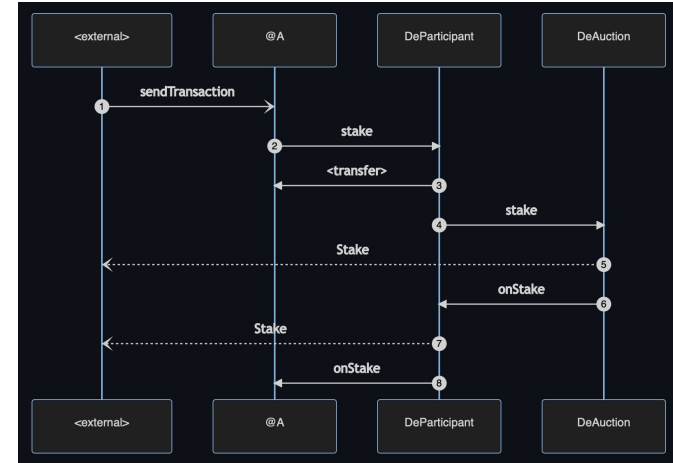 <external>
@A
DeParticipant
DeAuction
sendTransaction
1
stake
2
<transfer>
3
stake
4
Stake
5
onStake
6
Stake
7
onStake
8
<external>
@A
DeParticipant
DeAuction